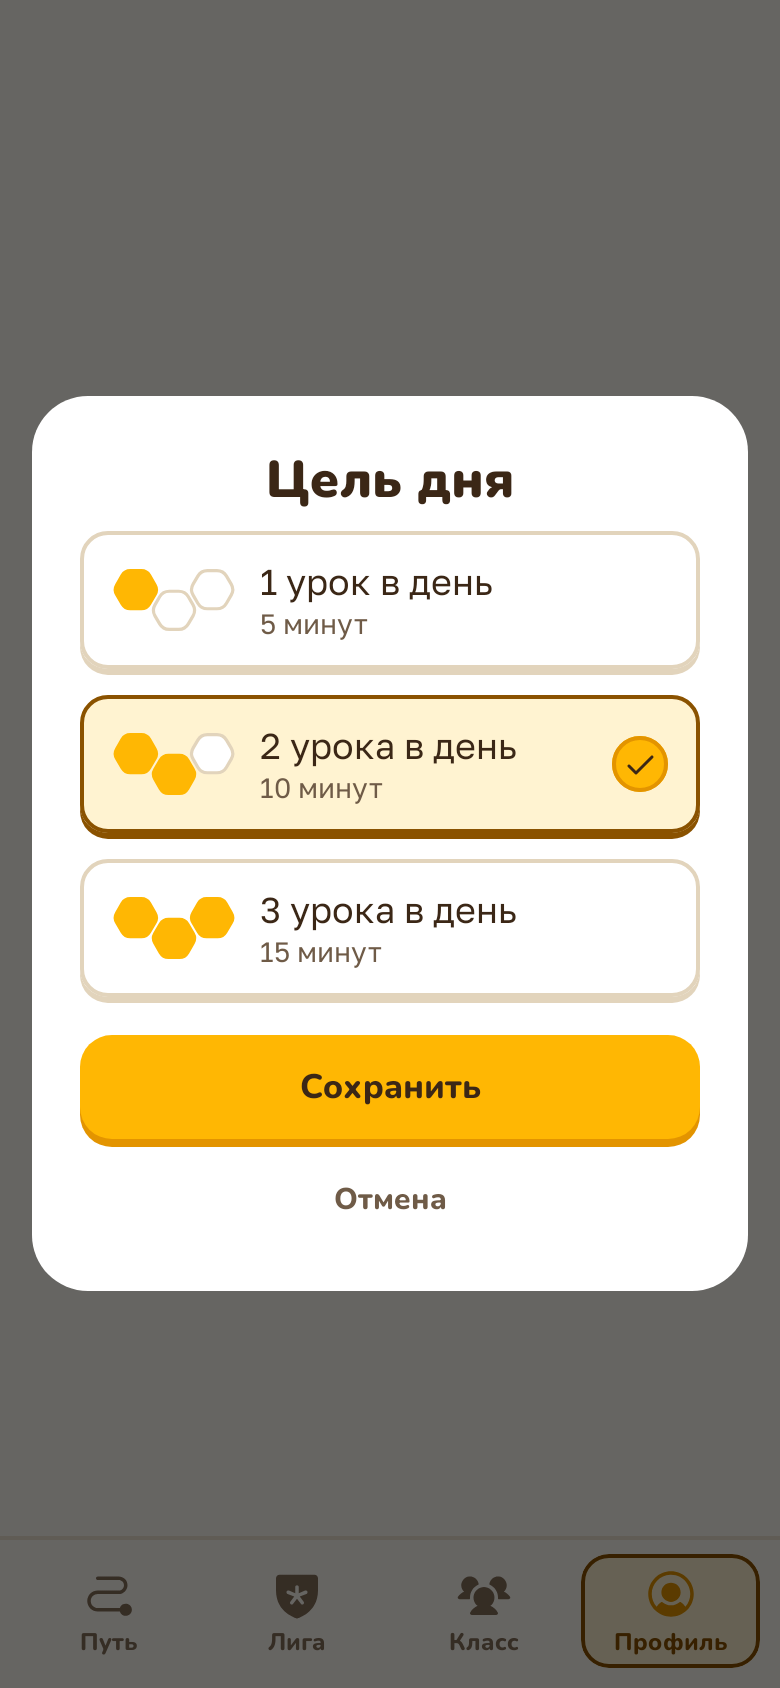 Цель дня
1 урок в день
5 минут
2 урока в день
10 минут
3 урока в день
15 минут
Сохранить
Отмена
Путь
Лига
Класс
Профиль